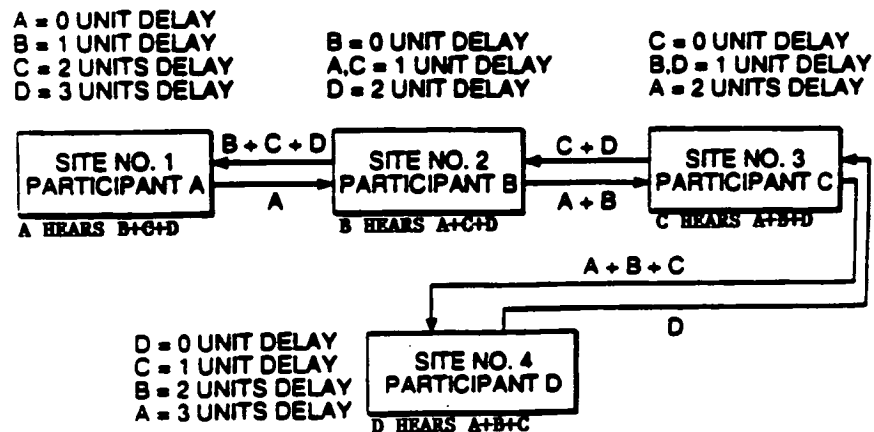 A = 0 UNIT DELAY
B = 1 UNIT DELAY
C = 2 UNITS DELAY
D = 3 UNITS DELAY
B = 0 UNIT DELAY
A,C = 1 UNIT DELAY
D = 2 UNIT DELAY
C = 0 UNIT DELAY
B,D = 1 UNIT DELAY
A = 2 UNITS DELAY
SITE NO. 1
PARTICIPANT A
A HEARS B+C+D
B + C + D
A
SITE NO. 2
PARTICIPANT B
B HEARS A+C+D
C + D
A + B
SITE NO. 3
PARTICIPANT C
C HEARS A+B+D
A + B + C
D
D = 0 UNIT DELAY
C = 1 UNIT DELAY
B = 2 UNITS DELAY
A = 3 UNITS DELAY
SITE NO. 4
PARTICIPANT D
D HEARS A+B+C